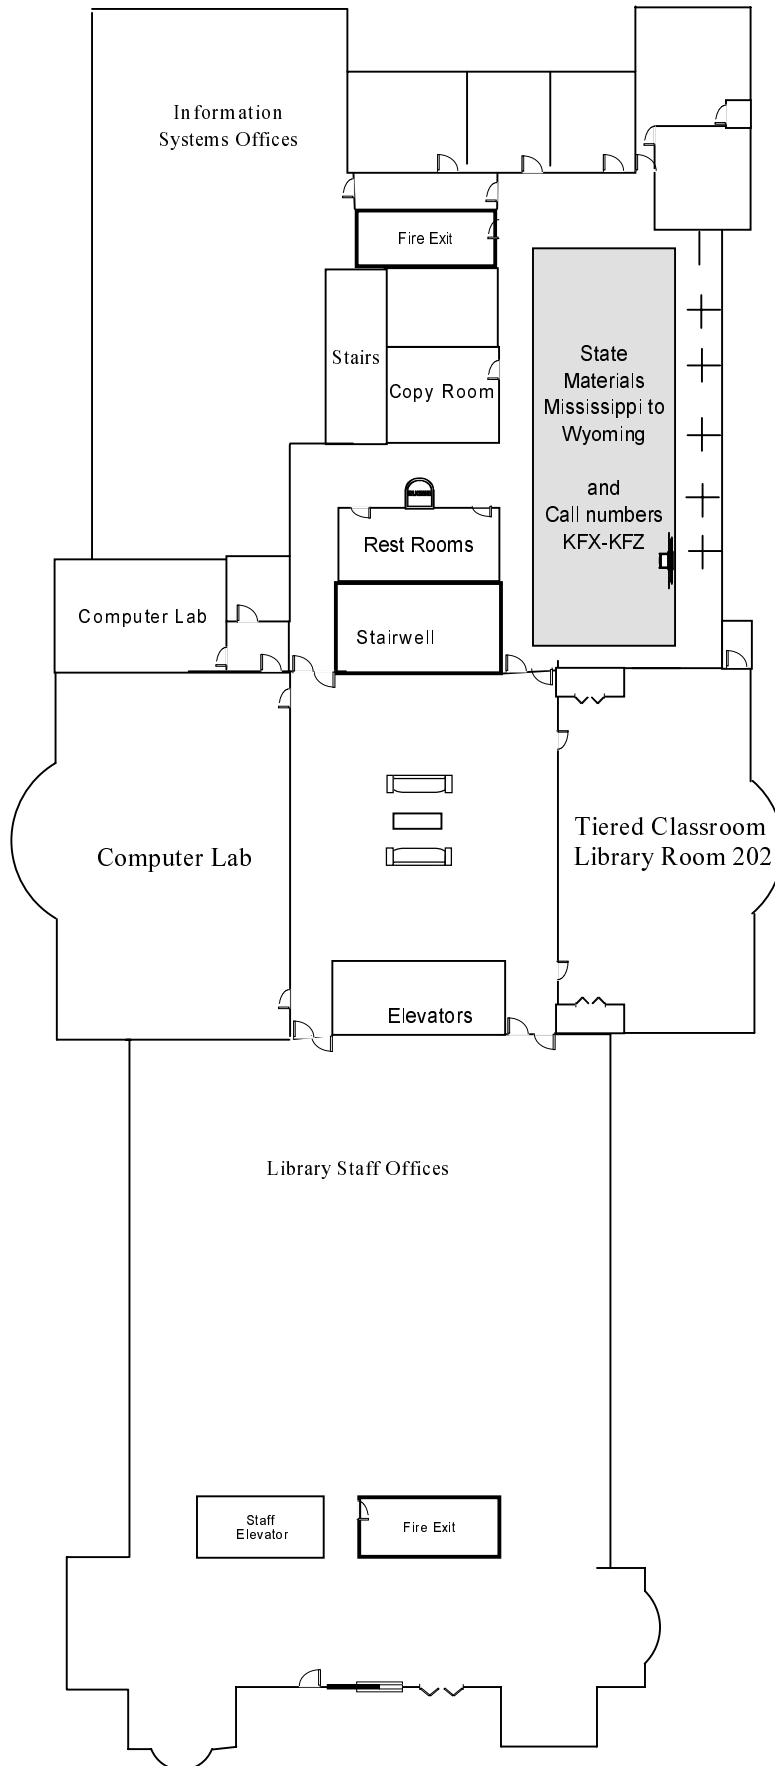 Information
Systems Offices
Fire Exit
Stairs
Copy Room
State
Materials
Mississippi to
Wyoming
and
Call numbers
KFX-KFZ
Rest Rooms
Computer Lab
Stairwell
Computer Lab
Tiered Classroom
Library Room 202
Elevators
Library Staff Offices
Staff
Elevator
Fire Exit